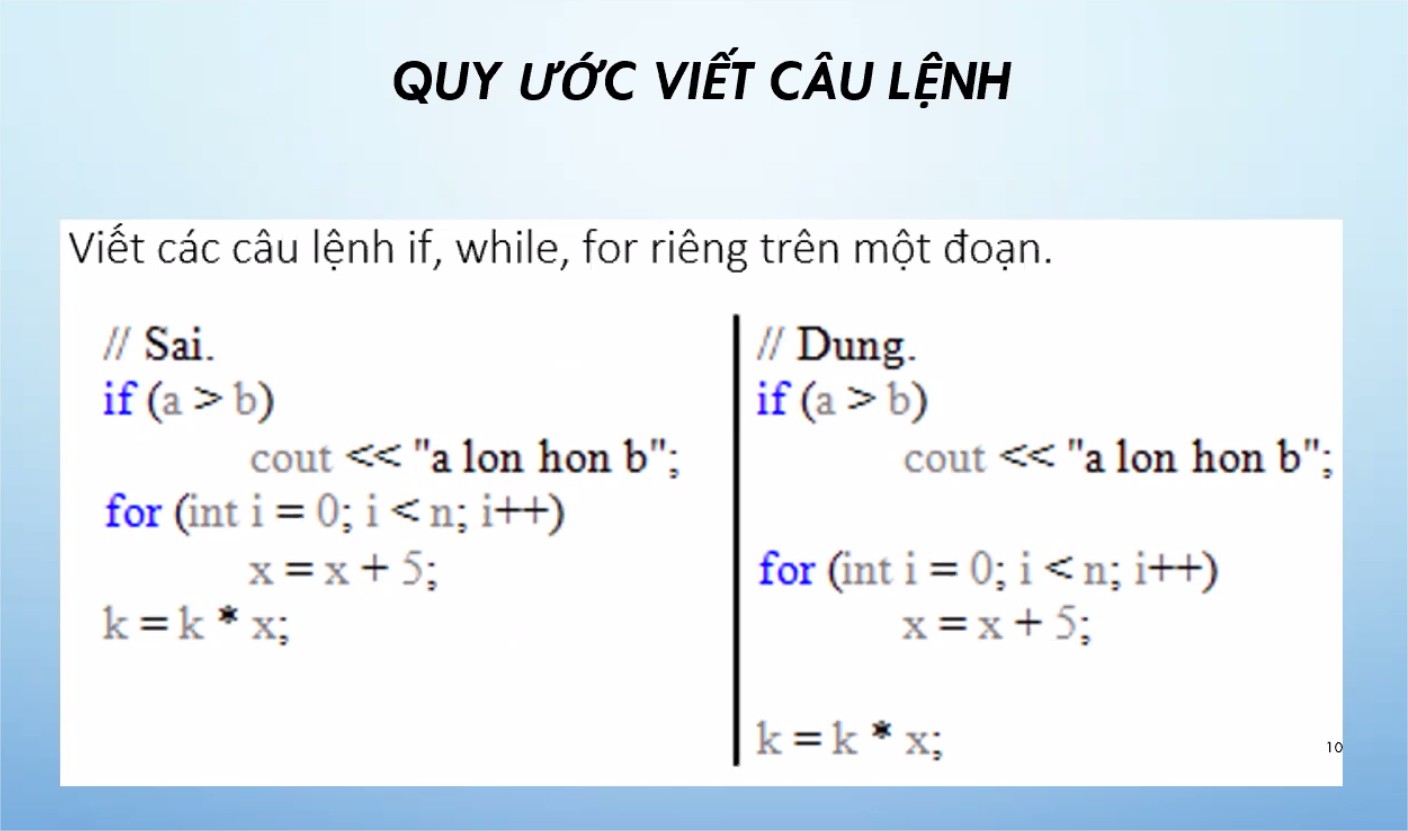 QUY ƯỚC VIẾT CÂU LỆNH
Viết các câu lệnh if, while, for riêng trên một đoạn.
// Sai.
if (a > b)
cout << "a lon hon b";
for (int i = 0; i < n; i++)
x = x + 5;
k = k * x;
// Dung.
if (a > b)
cout << "a lon hon b";
for (int i = 0; i < n; i++)
x = x + 5;
k = k * x;
10